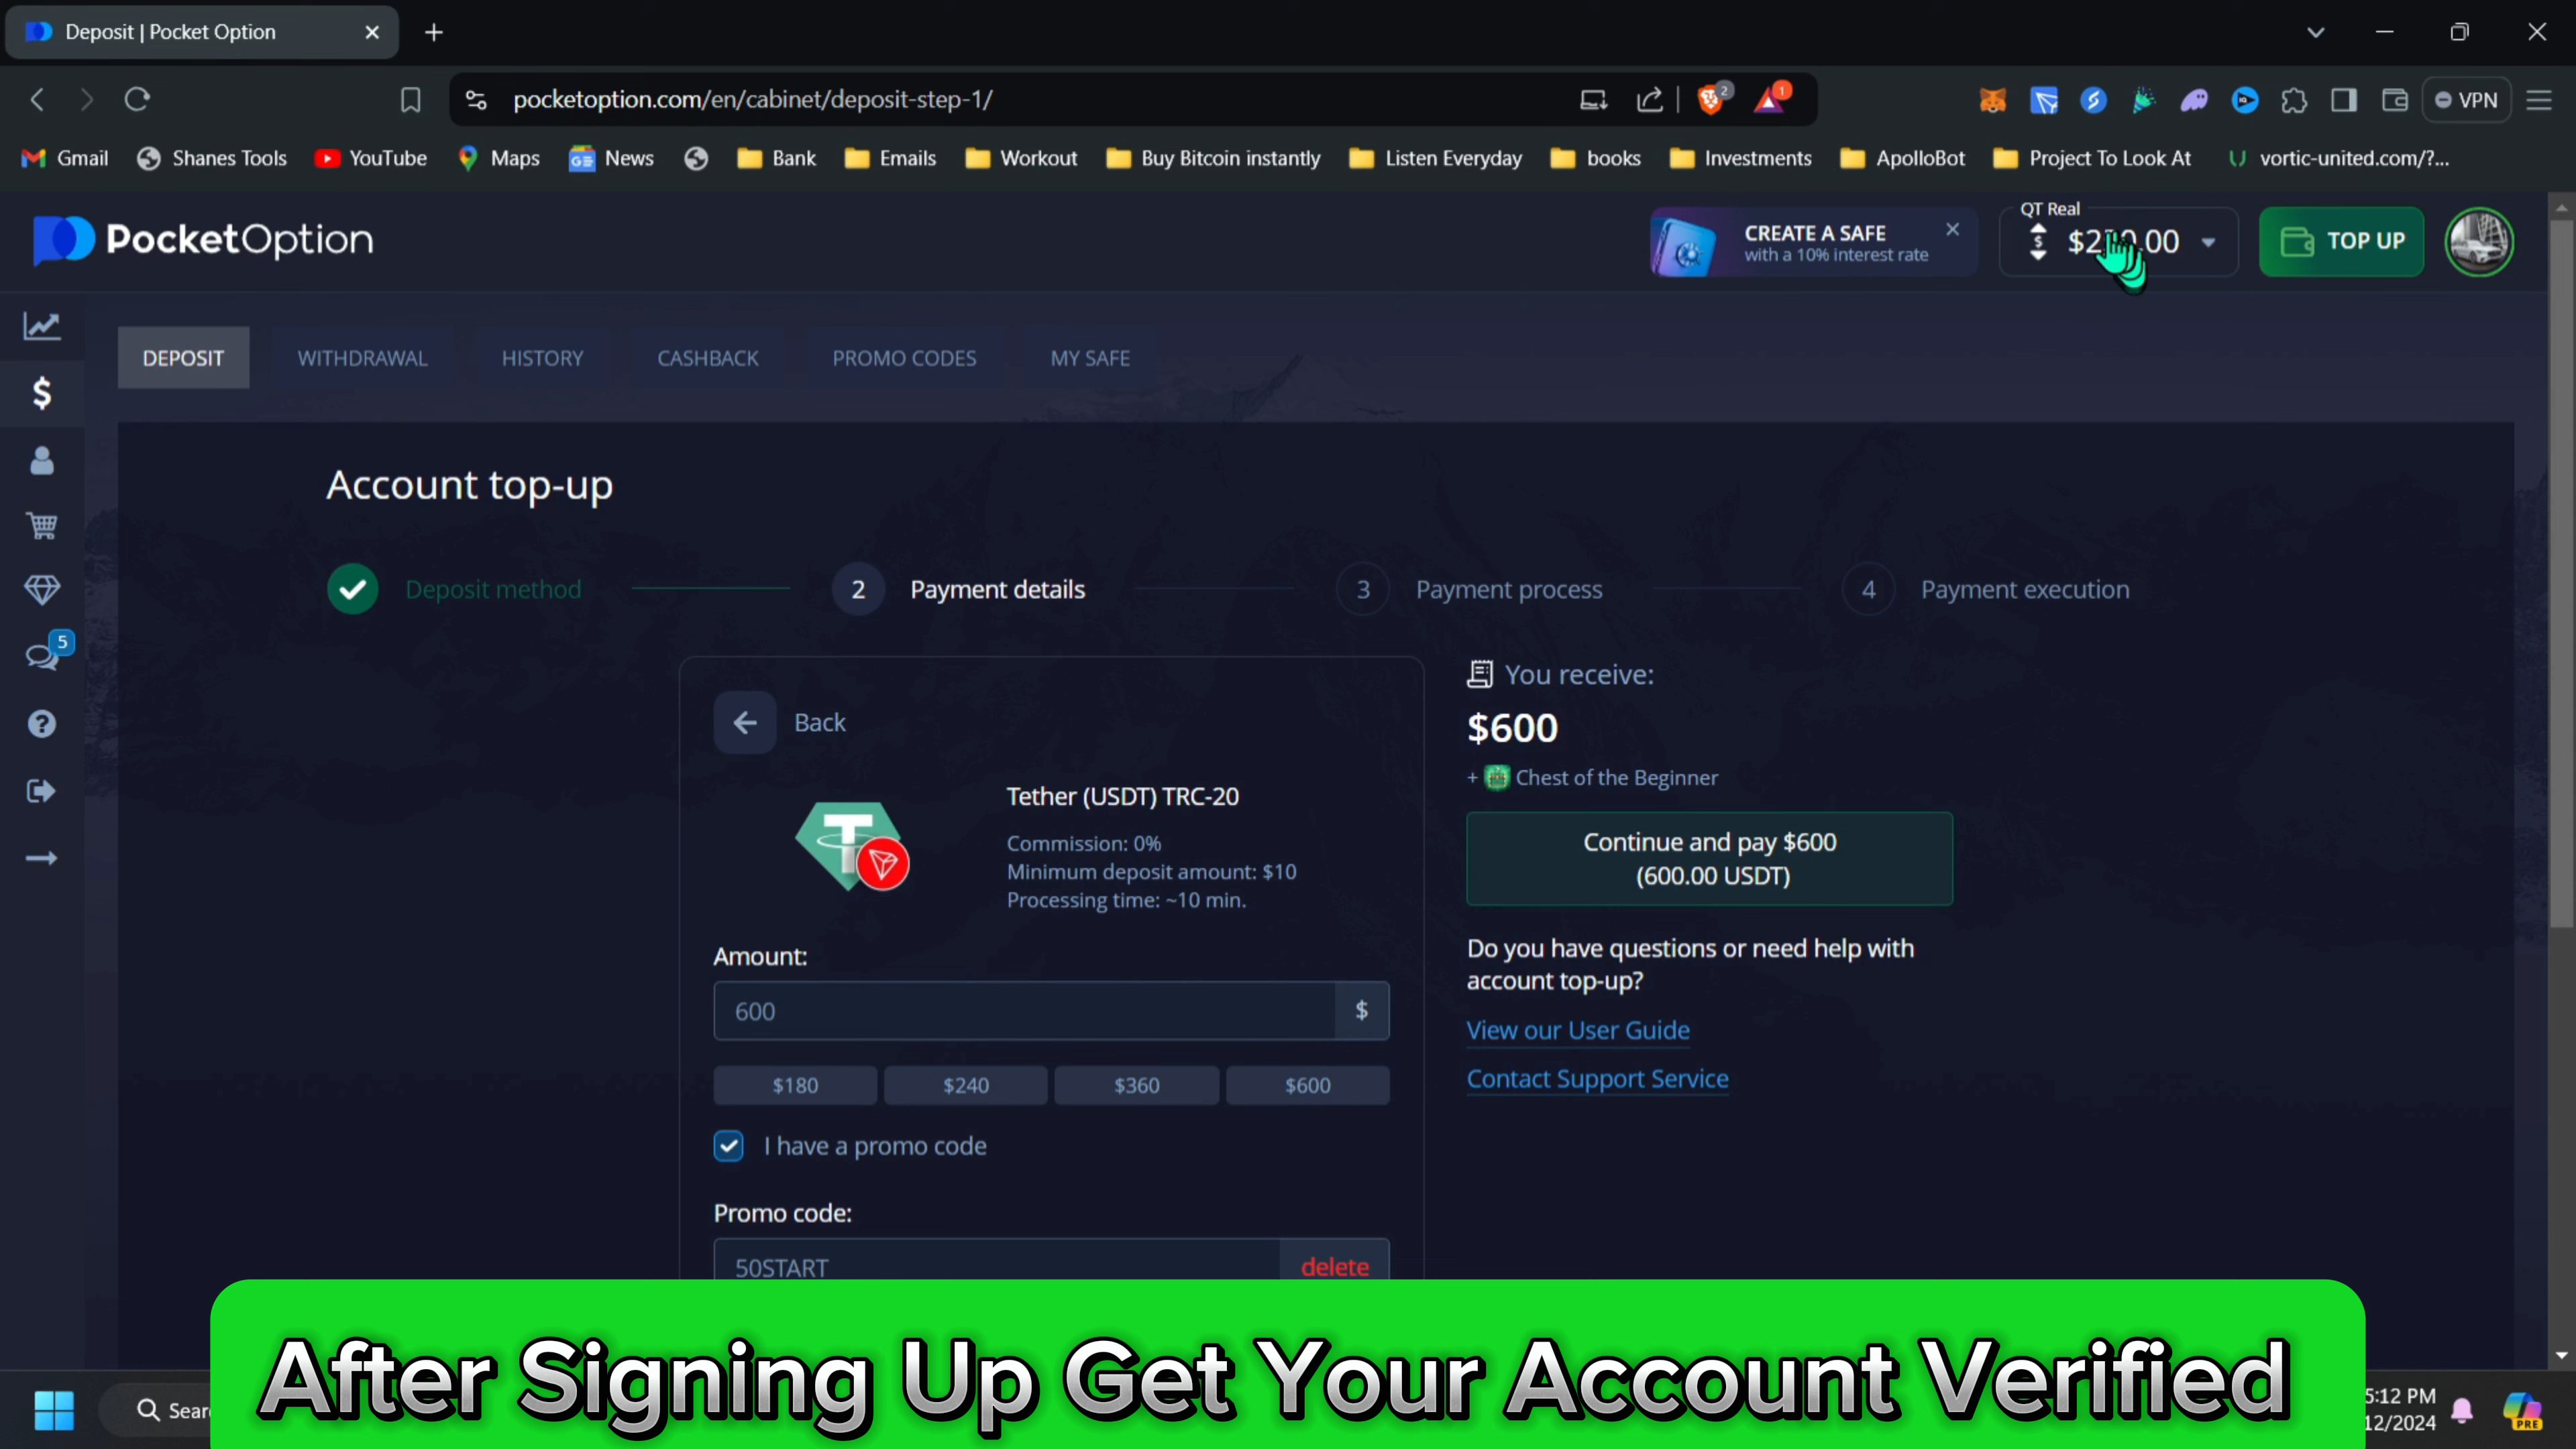 Deposit | Pocket Option
pocketoption.com/en/cabinet/deposit-step-1/
2
1
VPN
Gmail
Shanes Tools
YouTube
Maps
News
Bank
Emails
Workout
Buy Bitcoin instantly
Listen Everyday
books
Investments
ApolloBot
Project To Look At
vortic-united.com/?...
PocketOption
CREATE A SAFE
with a 10% interest rate
QT Real
TOP UP
DEPOSIT
WITHDRAWAL
HISTORY
CASHBACK
PROMO CODES
MY SAFE
5
Account top-up
Deposit method
2 Payment details
3 Payment process
4 Payment execution
Back
Tether (USDT) TRC-20
Commission: 0%
Minimum deposit amount: $10
Processing time: ~10 min.
Amount:
600 $
$180
$240
$360
$600
I have a promo code
Promo code:
50START
delete
You receive:
$600
+ Chest of the Beginner
Continue and pay $600
(600.00 USDT)
Do you have questions or need help with
account top-up?
View our User Guide
Contact Support Service
After Signing Up Get Your Account Verified
5:12 PM
12/2024
PRE